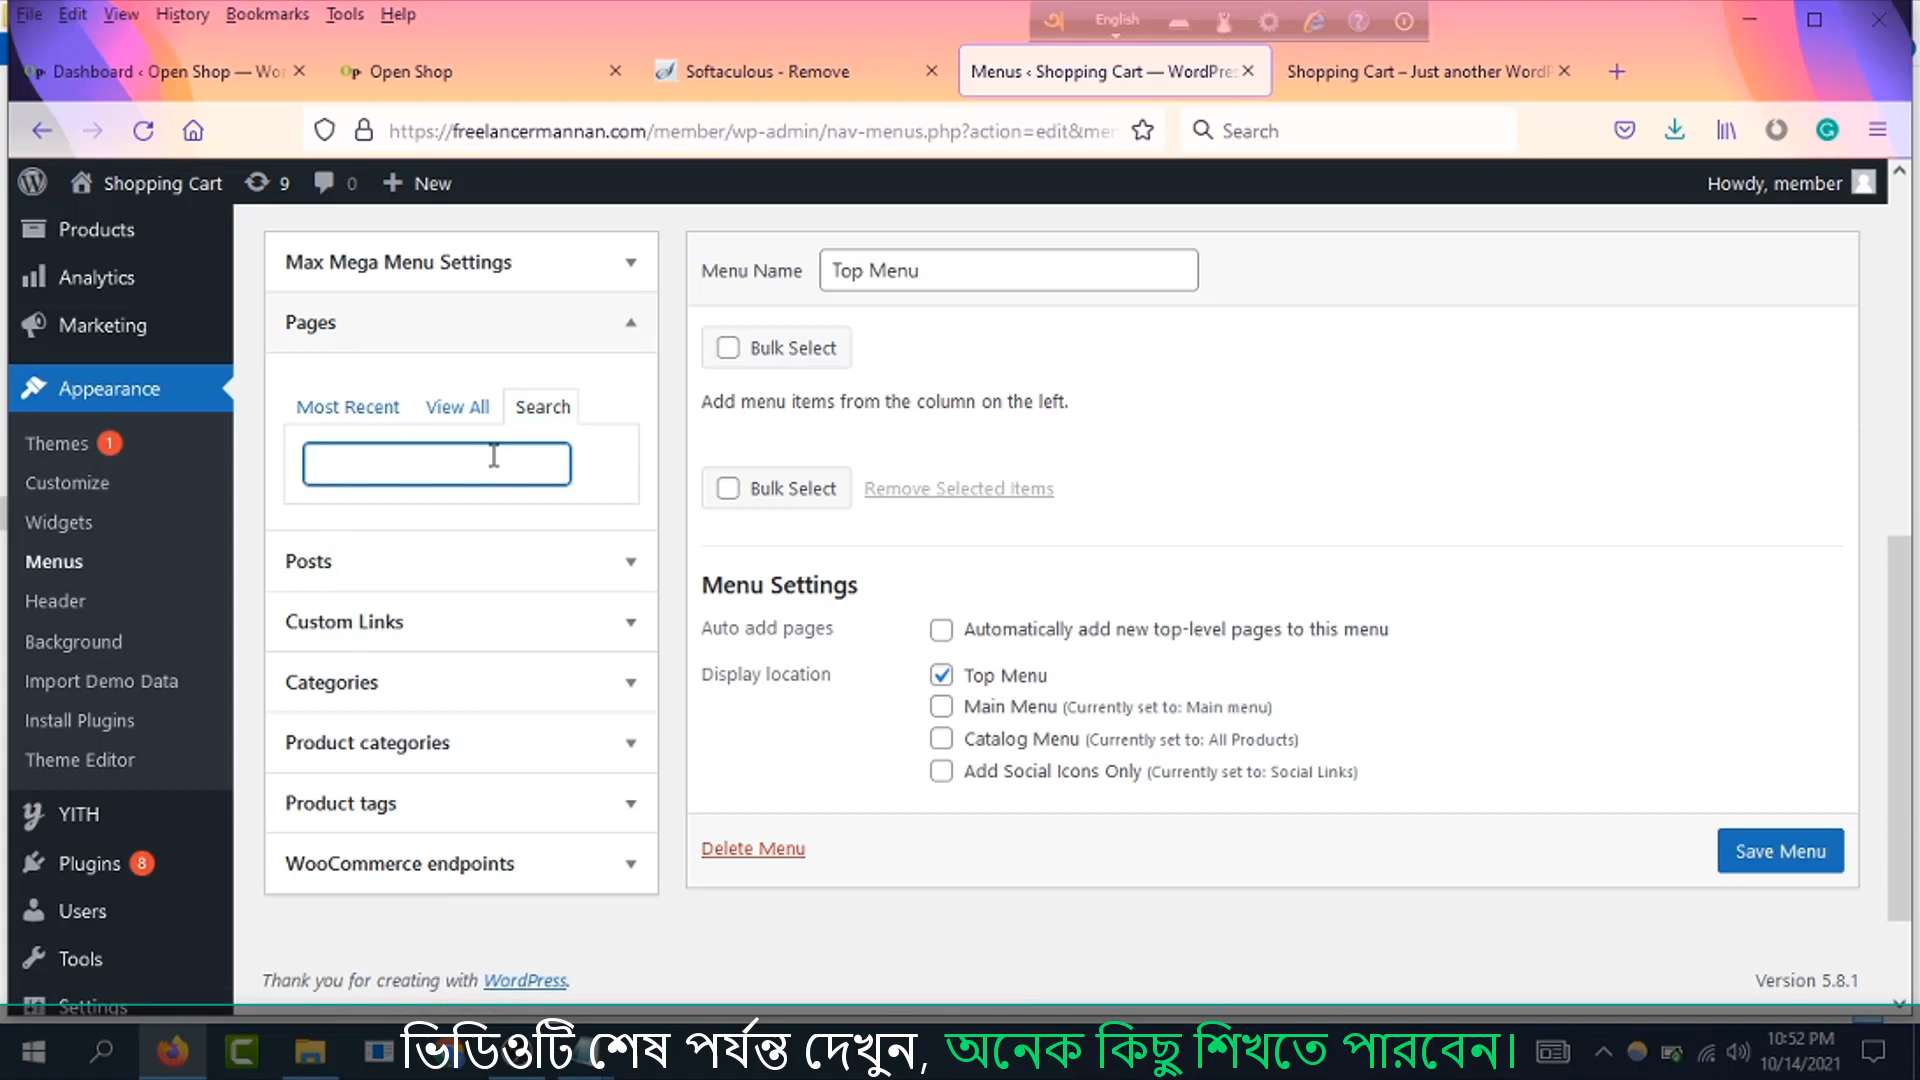 File Edit View History Bookmarks Tools Help
English
Dashboard ‹ Open Shop — Wor
Open Shop
Softaculous - Remove
Menus ‹ Shopping Cart — WordPre
Shopping Cart – Just another WordP
https://freelancermannan.com/member/wp-admin/nav-menus.php?action=edit&me
Search
Shopping Cart 9 0 New
Howdy, member
Products
Analytics
Marketing
Appearance
Themes 1
Customize
Widgets
Menus
Header
Background
Import Demo Data
Install Plugins
Theme Editor
YITH
Plugins 8
Users
Tools
Settings
Max Mega Menu Settings
Pages
Most Recent View All Search
Posts
Custom Links
Categories
Product categories
Product tags
WooCommerce endpoints
Menu Name Top Menu
Bulk Select
Add menu items from the column on the left.
Bulk Select Remove Selected Items
Menu Settings
Auto add pages Automatically add new top-level pages to this menu
Display location Top Menu
Main Menu (Currently set to: Main menu)
Catalog Menu (Currently set to: All Products)
Add Social Icons Only (Currently set to: Social Links)
Delete Menu Save Menu
Thank you for creating with WordPress.
Version 5.8.1
ভিডিওটি শেষ পর্যন্ত দেখুন, অনেক কিছু শিখতে পারবেন।
10:52 PM
10/14/2021